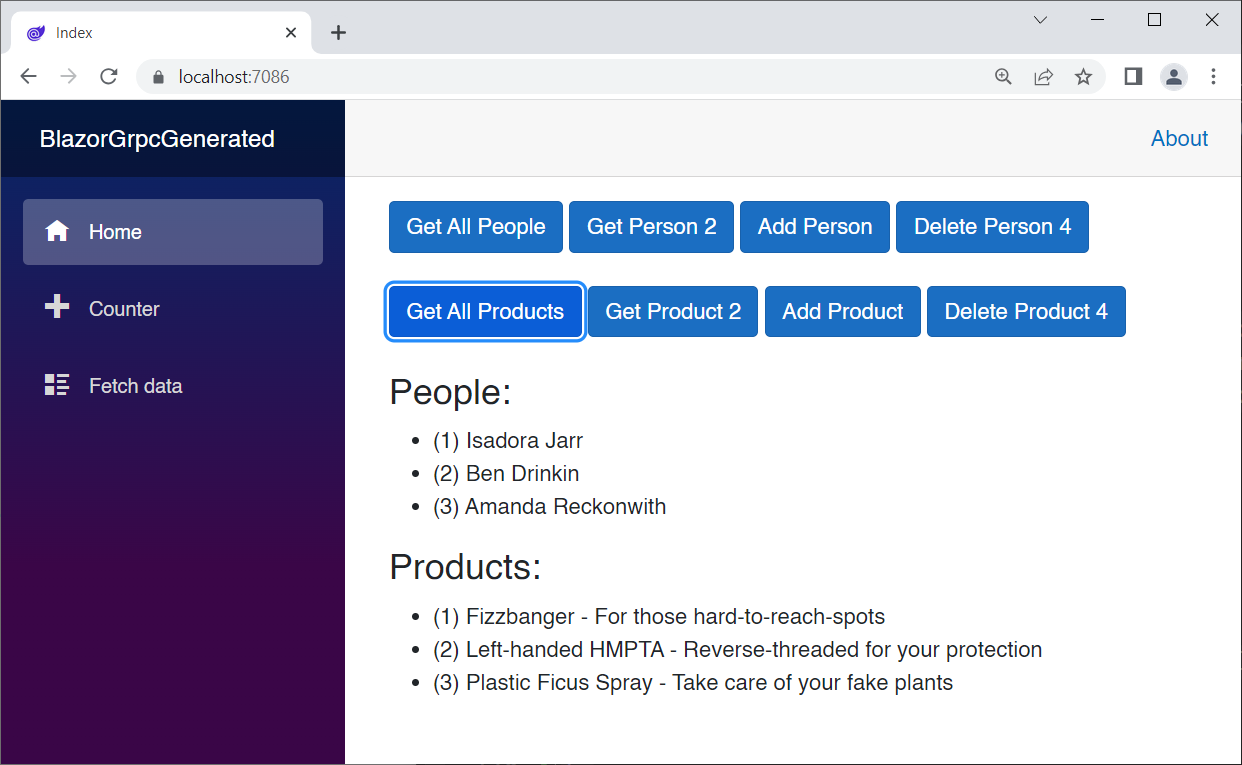 Index
localhost:7086
BlazorGrpcGenerated
About
Home
Counter
Fetch data
Get All People Get Person 2 Add Person Delete Person 4
Get All Products Get Product 2 Add Product Delete Product 4
People:
• (1) Isadora Jarr
• (2) Ben Drinkin
• (3) Amanda Reckonwith
Products:
• (1) Fizzbanger - For those hard-to-reach-spots
• (2) Left-handed HMPTA - Reverse-threaded for your protection
• (3) Plastic Ficus Spray - Take care of your fake plants